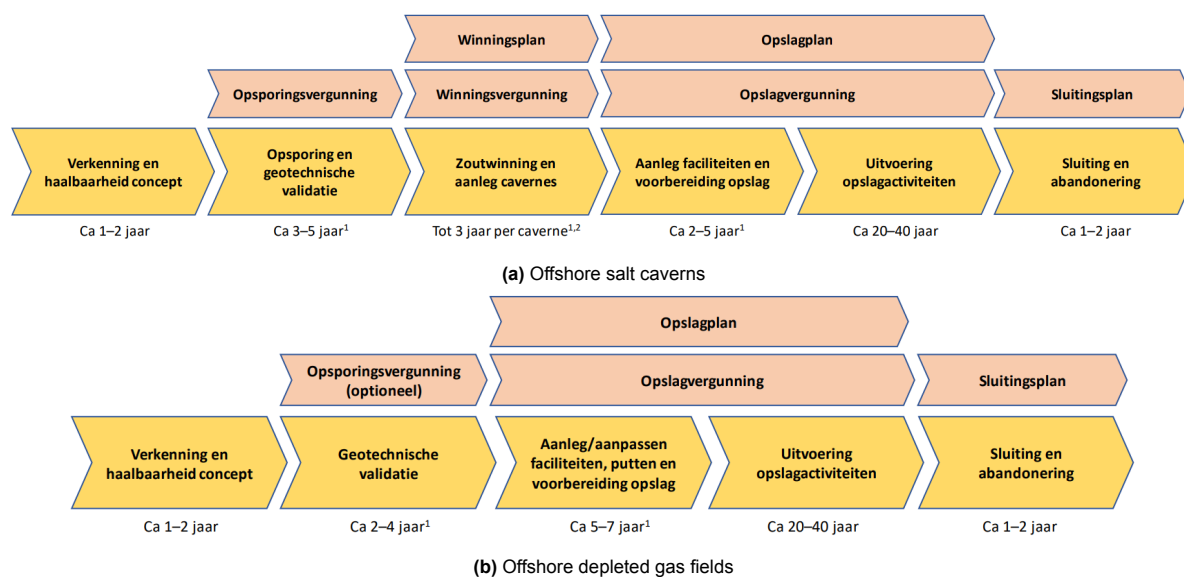 Winningsplan
Opslagplan
Opsporingsvergunning
Winningsvergunning
Opslagvergunning
Sluitingsplan
Verkenning en
haalbaarheid concept
Opsporing en
geotechnische
validatie
Zoutwinning en
aanleg cavernes
Aanleg faciliteiten en
voorbereiding opslag
Uitvoering
opslagactiviteiten
Sluiting en
abandonering
Ca 1–2 jaar
Ca 3–5 jaar¹
Tot 3 jaar per caverne¹,²
Ca 2–5 jaar¹
Ca 20–40 jaar
Ca 1–2 jaar
(a) Offshore salt caverns
Opslagplan
Opsporingsvergunning
(optioneel)
Opslagvergunning
Sluitingsplan
Verkenning en
haalbaarheid concept
Geotechnische
validatie
Aanleg/aanpassen
faciliteiten, putten en
voorbereiding opslag
Uitvoering
opslagactiviteiten
Sluiting en
abandonering
Ca 1–2 jaar
Ca 2–4 jaar¹
Ca 5–7 jaar¹
Ca 20–40 jaar
Ca 1–2 jaar
(b) Offshore depleted gas fields